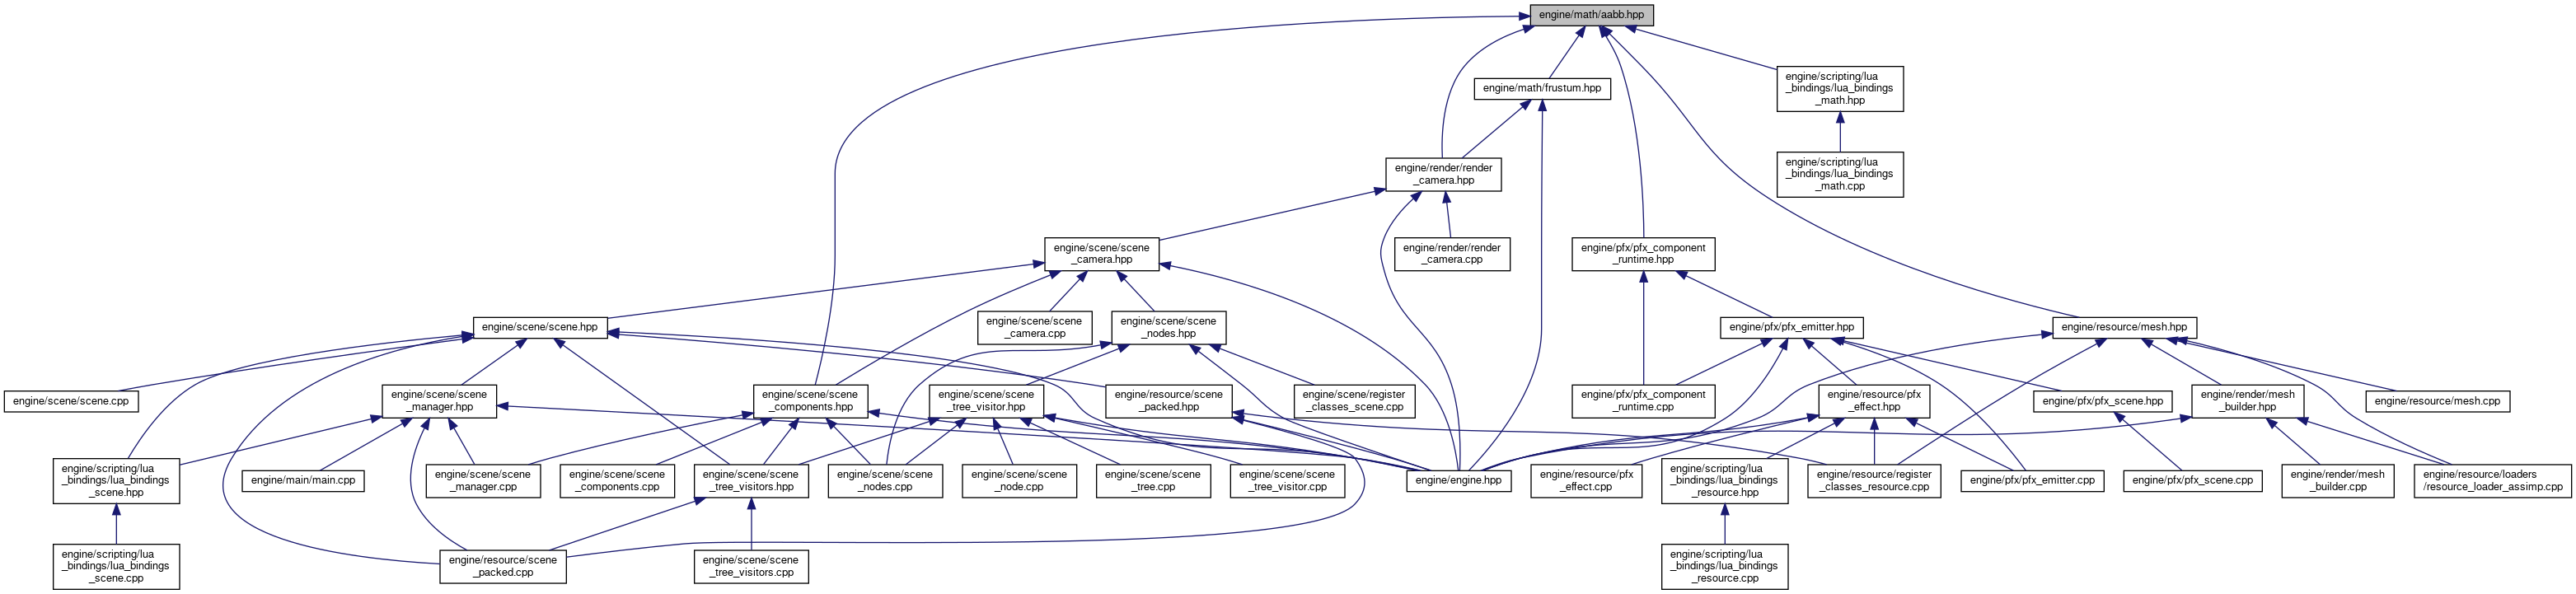 engine/math/aabb.hpp
engine/math/frustum.hpp
engine/scripting/lua
_bindings/lua_bindings
_math.hpp
engine/render/render
_camera.hpp
engine/scripting/lua
_bindings/lua_bindings
_math.cpp
engine/scene/scene
_camera.hpp
engine/render/render
_camera.cpp
engine/pfx/pfx_component
_runtime.hpp
engine/scene/scene.hpp
engine/scene/scene
_camera.cpp
engine/scene/scene
_nodes.hpp
engine/pfx/pfx_emitter.hpp
engine/resource/mesh.hpp
engine/scene/scene.cpp
engine/scene/scene
_manager.hpp
engine/scene/scene
_components.hpp
engine/scene/scene
_tree_visitor.hpp
engine/resource/scene
_packed.hpp
engine/scene/register
_classes_scene.cpp
engine/pfx/pfx_component
_runtime.cpp
engine/resource/pfx
_effect.hpp
engine/pfx/pfx_scene.hpp
engine/render/mesh
_builder.hpp
engine/resource/mesh.cpp
engine/scripting/lua
_bindings/lua_bindings
_scene.hpp
engine/main/main.cpp
engine/scene/scene
_manager.cpp
engine/scene/scene
_components.cpp
engine/scene/scene
_tree_visitors.hpp
engine/scene/scene
_nodes.cpp
engine/scene/scene
_node.cpp
engine/scene/scene
_tree.cpp
engine/scene/scene
_tree_visitor.cpp
engine/engine.hpp
engine/resource/pfx
_effect.cpp
engine/scripting/lua
_bindings/lua_bindings
_resource.hpp
engine/resource/register
_classes_resource.cpp
engine/pfx/pfx_emitter.cpp
engine/pfx/pfx_scene.cpp
engine/render/mesh
_builder.cpp
engine/resource/loaders
/resource_loader_assimp.cpp
engine/scripting/lua
_bindings/lua_bindings
_scene.cpp
engine/resource/scene
_packed.cpp
engine/scene/scene
_tree_visitors.cpp
engine/scripting/lua
_bindings/lua_bindings
_resource.cpp